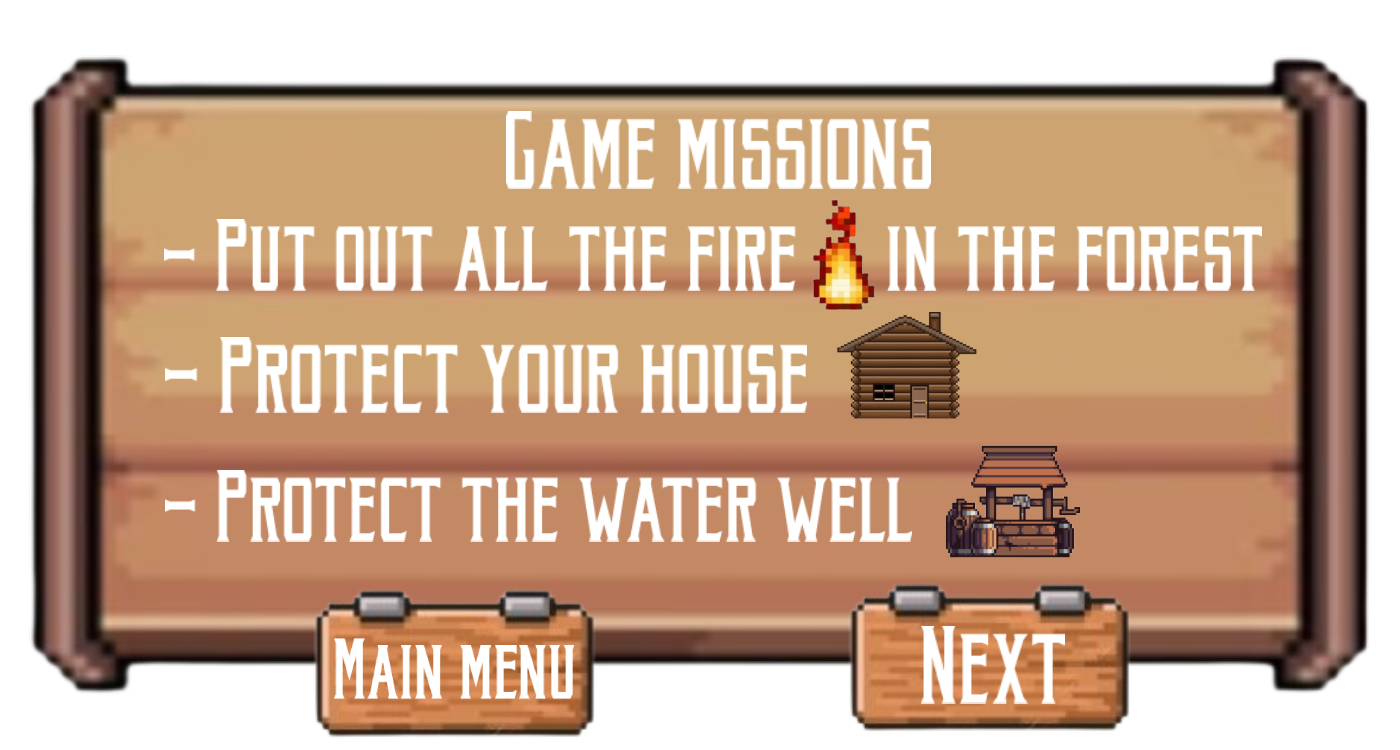 Game missions
- Put out all the fire in the forest
- Protect your house
- Protect the water well
Main menu
Next